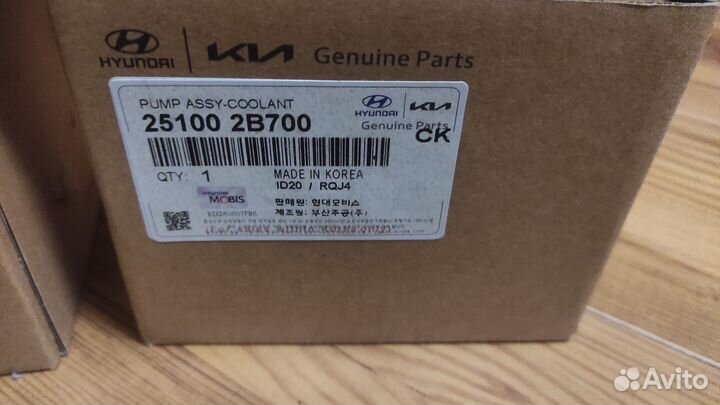 HYUNDAI KIA Genuine Parts
PUMP ASSY-COOLANT
25100 2B700
HYUNDAI KIA
Genuine Parts
CK
QTY: 1 MADE IN KOREA
ID20 / RQJ4
HYUNDAI
MOBIS
판매원: 현대모비스
제조원: 부산주공(주)
Avito